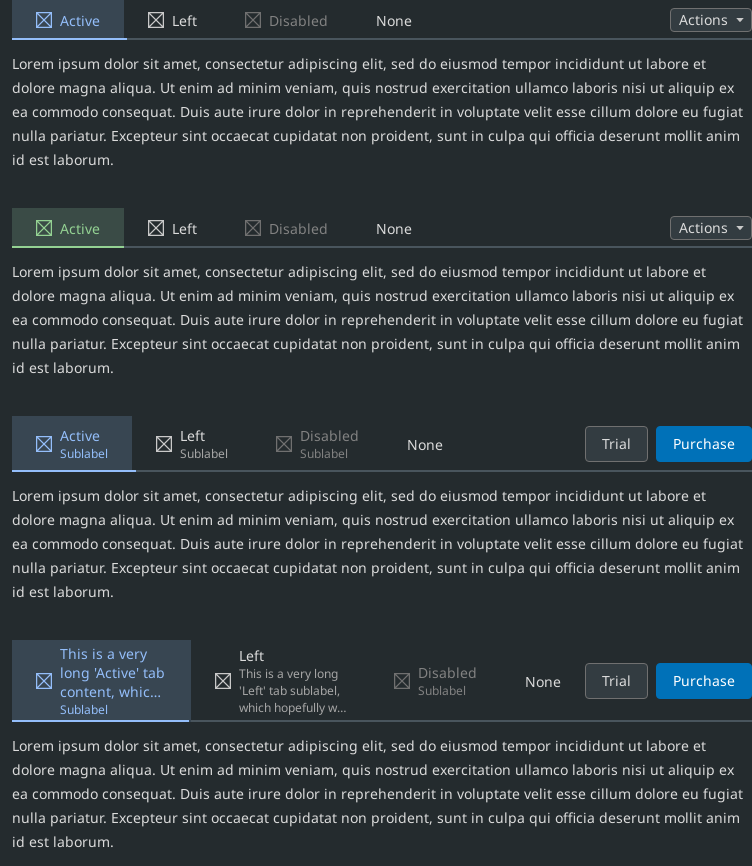 Active Left Disabled None Actions
Lorem ipsum dolor sit amet, consectetur adipiscing elit, sed do eiusmod tempor incididunt ut labore et
dolore magna aliqua. Ut enim ad minim veniam, quis nostrud exercitation ullamco laboris nisi ut aliquip ex
ea commodo consequat. Duis aute irure dolor in reprehenderit in voluptate velit esse cillum dolore eu fugiat
nulla pariatur. Excepteur sint occaecat cupidatat non proident, sunt in culpa qui officia deserunt mollit anim
id est laborum.
Active Left Disabled None Actions
Lorem ipsum dolor sit amet, consectetur adipiscing elit, sed do eiusmod tempor incididunt ut labore et
dolore magna aliqua. Ut enim ad minim veniam, quis nostrud exercitation ullamco laboris nisi ut aliquip ex
ea commodo consequat. Duis aute irure dolor in reprehenderit in voluptate velit esse cillum dolore eu fugiat
nulla pariatur. Excepteur sint occaecat cupidatat non proident, sunt in culpa qui officia deserunt mollit anim
id est laborum.
Active
Sublabel
Left
Sublabel
Disabled
Sublabel
None
Trial
Purchase
Lorem ipsum dolor sit amet, consectetur adipiscing elit, sed do eiusmod tempor incididunt ut labore et
dolore magna aliqua. Ut enim ad minim veniam, quis nostrud exercitation ullamco laboris nisi ut aliquip ex
ea commodo consequat. Duis aute irure dolor in reprehenderit in voluptate velit esse cillum dolore eu fugiat
nulla pariatur. Excepteur sint occaecat cupidatat non proident, sunt in culpa qui officia deserunt mollit anim
id est laborum.
This is a very
long 'Active' tab
content, whic...
Sublabel
Left
This is a very long
'Left' tab sublabel,
which hopefully w...
Disabled
Sublabel
None
Trial
Purchase
Lorem ipsum dolor sit amet, consectetur adipiscing elit, sed do eiusmod tempor incididunt ut labore et
dolore magna aliqua. Ut enim ad minim veniam, quis nostrud exercitation ullamco laboris nisi ut aliquip ex
ea commodo consequat. Duis aute irure dolor in reprehenderit in voluptate velit esse cillum dolore eu fugiat
nulla pariatur. Excepteur sint occaecat cupidatat non proident, sunt in culpa qui officia deserunt mollit anim
id est laborum.